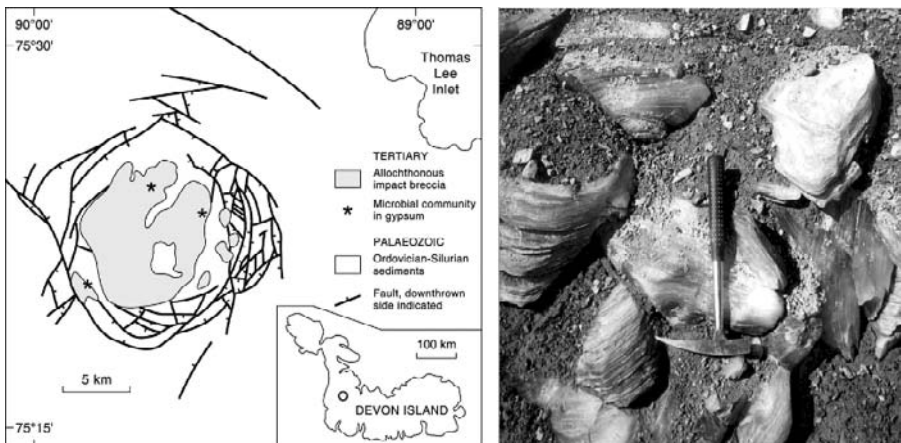 90°00'
89°00'
75°30'
Thomas
Lee
Inlet
TERTIARY
Allochthonous
impact breccia
Microbial community
in gypsum
PALAEOZOIC
Ordovician-Silurian
sediments
Fault, downthrown
side indicated
5 km
100 km
DEVON ISLAND
75°15'